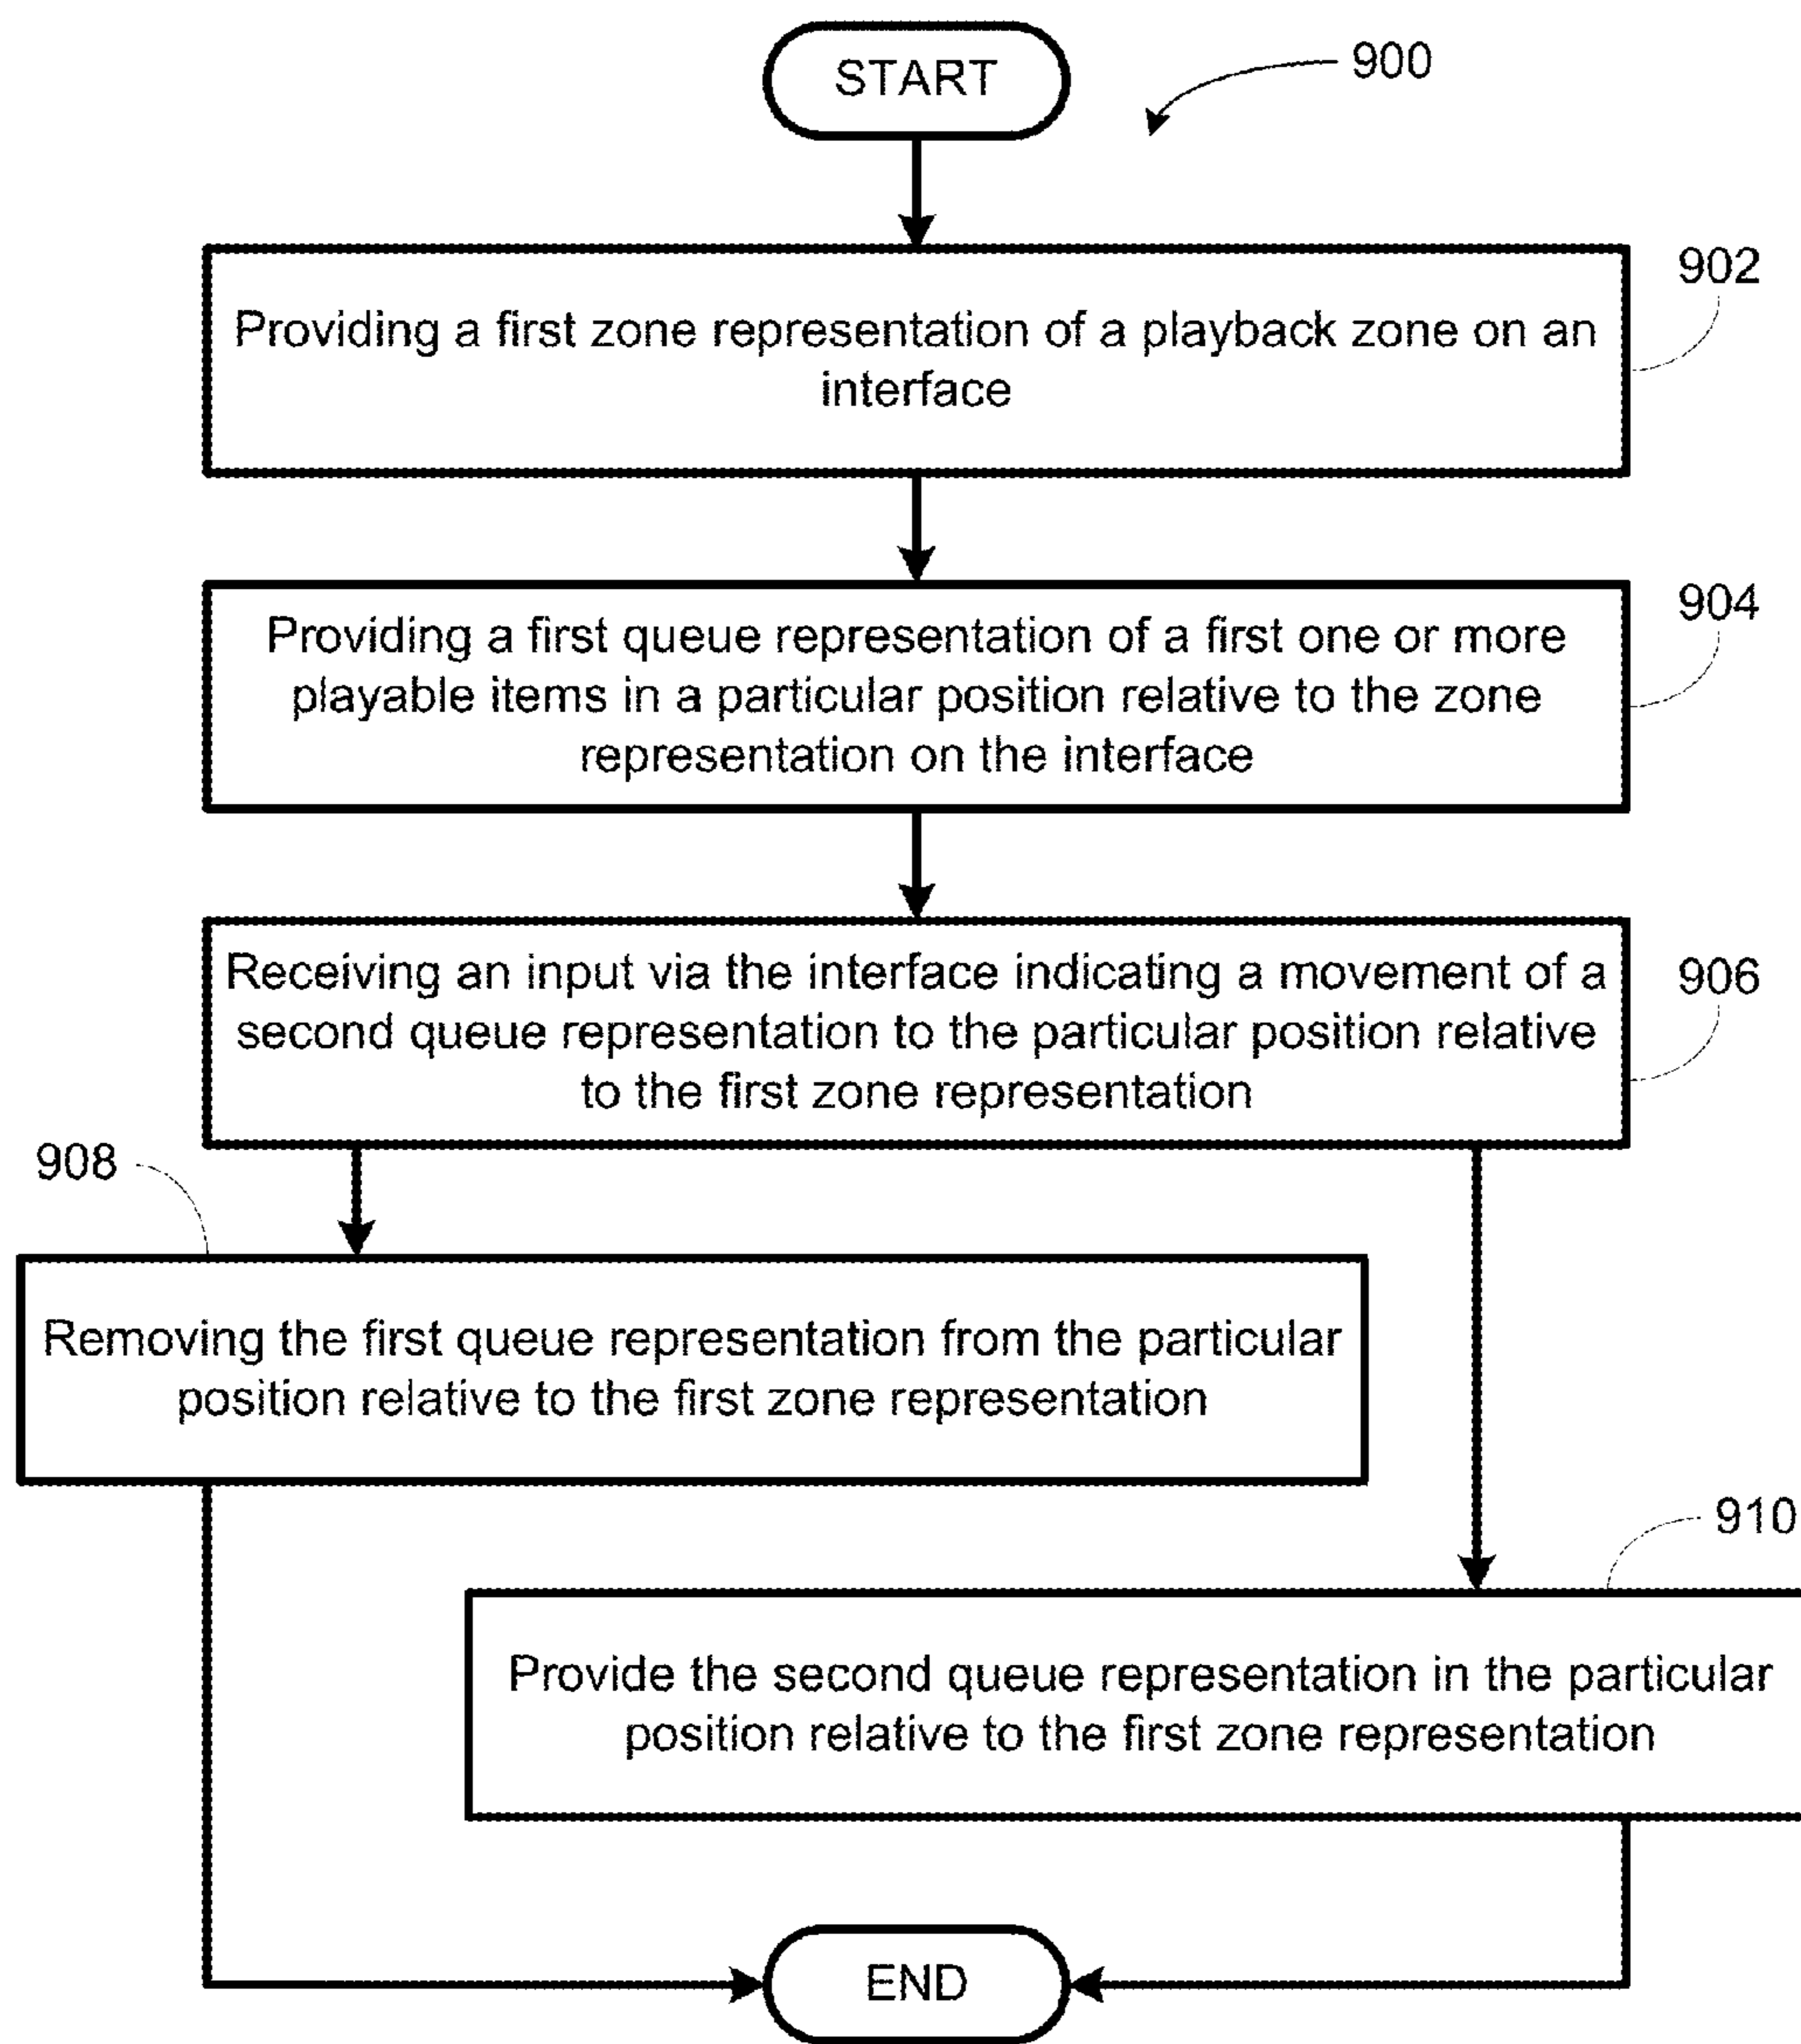 START
900
902
Providing a first zone representation of a playback zone on an
interface
904
Providing a first queue representation of a first one or more
playable items in a particular position relative to the zone
representation on the interface
906
Receiving an input via the interface indicating a movement of a
second queue representation to the particular position relative
to the first zone representation
908
Removing the first queue representation from the particular
position relative to the first zone representation
910
Provide the second queue representation in the particular
position relative to the first zone representation
END